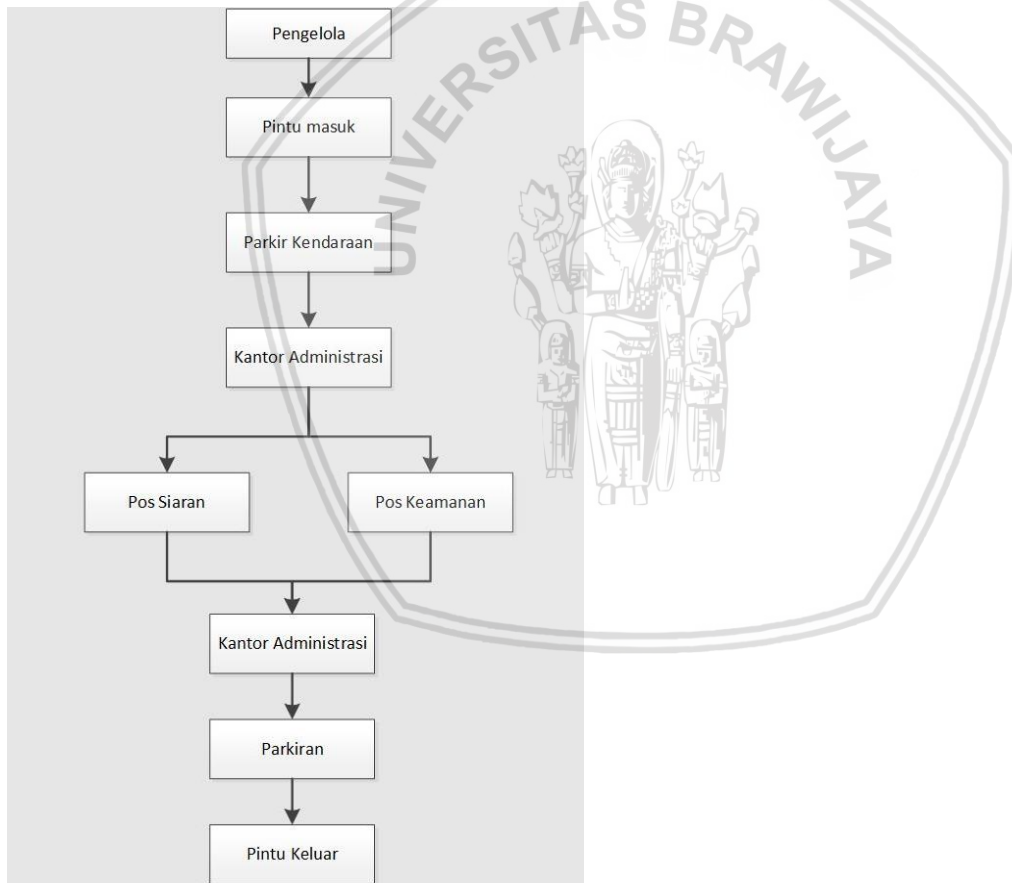 UNIVERSITAS BRAWIJAYA
Pengelola
Pintu masuk
Parkir Kendaraan
Kantor Administrasi
Pos Siaran
Pos Keamanan
Kantor Administrasi
Parkiran
Pintu Keluar